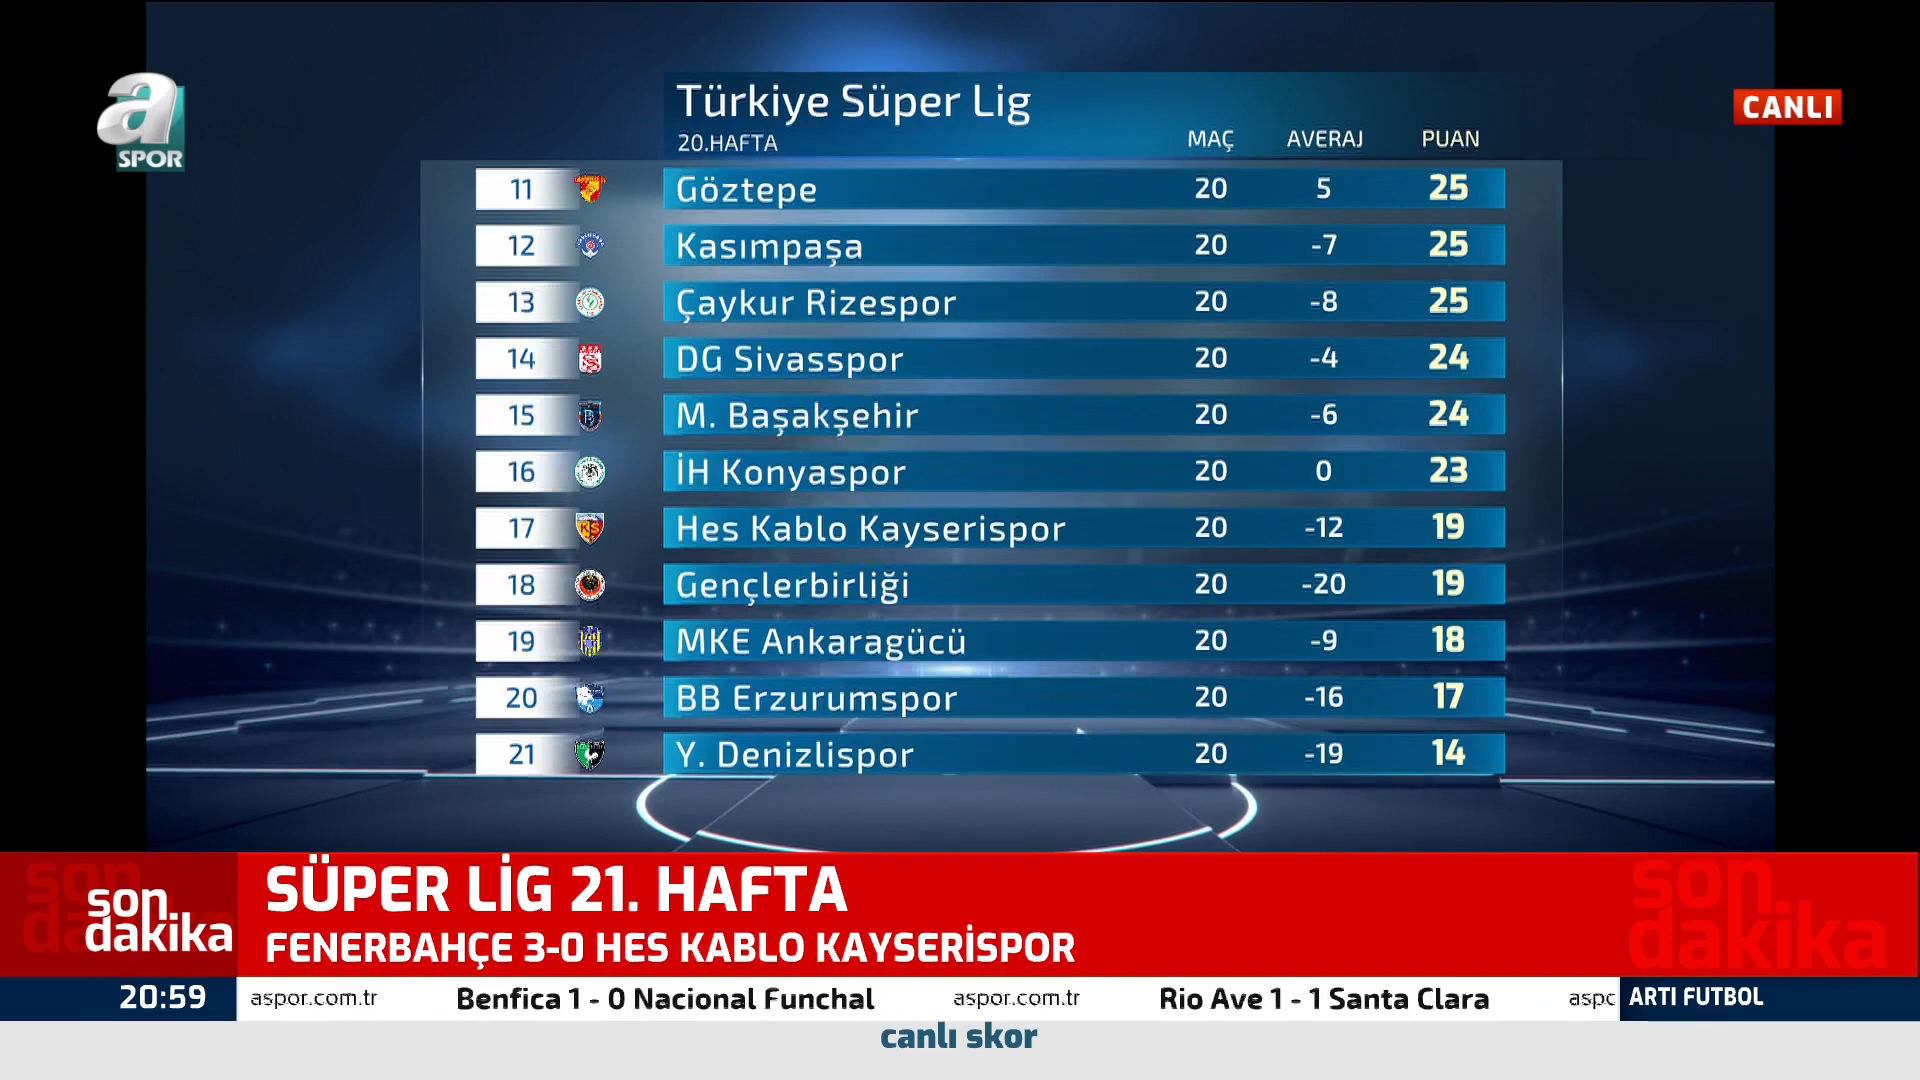 a
SPOR
CANLI
Türkiye Süper Lig
20.HAFTA MAÇ AVERAJ PUAN
11 Göztepe 20 5 25
12 Kasımpaşa 20 -7 25
13 Çaykur Rizespor 20 -8 25
14 DG Sivasspor 20 -4 24
15 M. Başakşehir 20 -6 24
16 İH Konyaspor 20 0 23
17 Hes Kablo Kayserispor 20 -12 19
18 Gençlerbirliği 20 -20 19
19 MKE Ankaragücü 20 -9 18
20 BB Erzurumspor 20 -16 17
21 Y. Denizlispor 20 -19 14
son dakika
SÜPER LİG 21. HAFTA
FENERBAHÇE 3-0 HES KABLO KAYSERİSPOR
son dakika
20:59 aspor.com.tr Benfica 1 - 0 Nacional Funchal aspor.com.tr Rio Ave 1 - 1 Santa Clara aspo ARTI FUTBOL
canlı skor